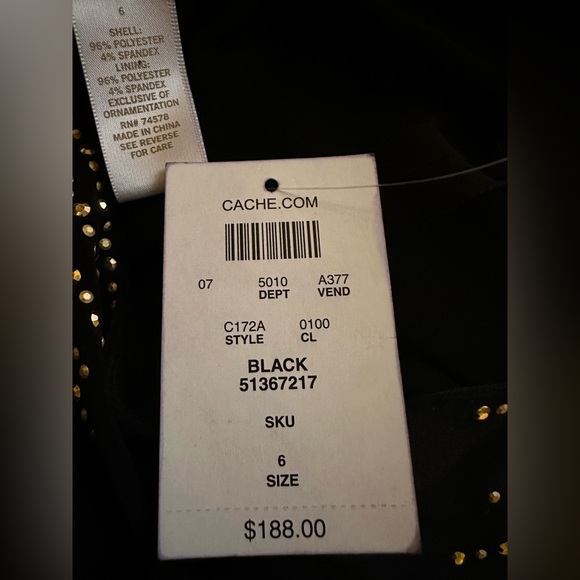 6
SHELL:
96% POLYESTER
4% SPANDEX
LINING:
96% POLYESTER
4% SPANDEX
EXCLUSIVE OF
ORNAMENTATION
RN# 74578
MADE IN CHINA
SEE REVERSE
FOR CARE
CACHE.COM
07 5010 A377
DEPT VEND
C172A 0100
STYLE CL
BLACK
51367217
SKU
6
SIZE
$188.00